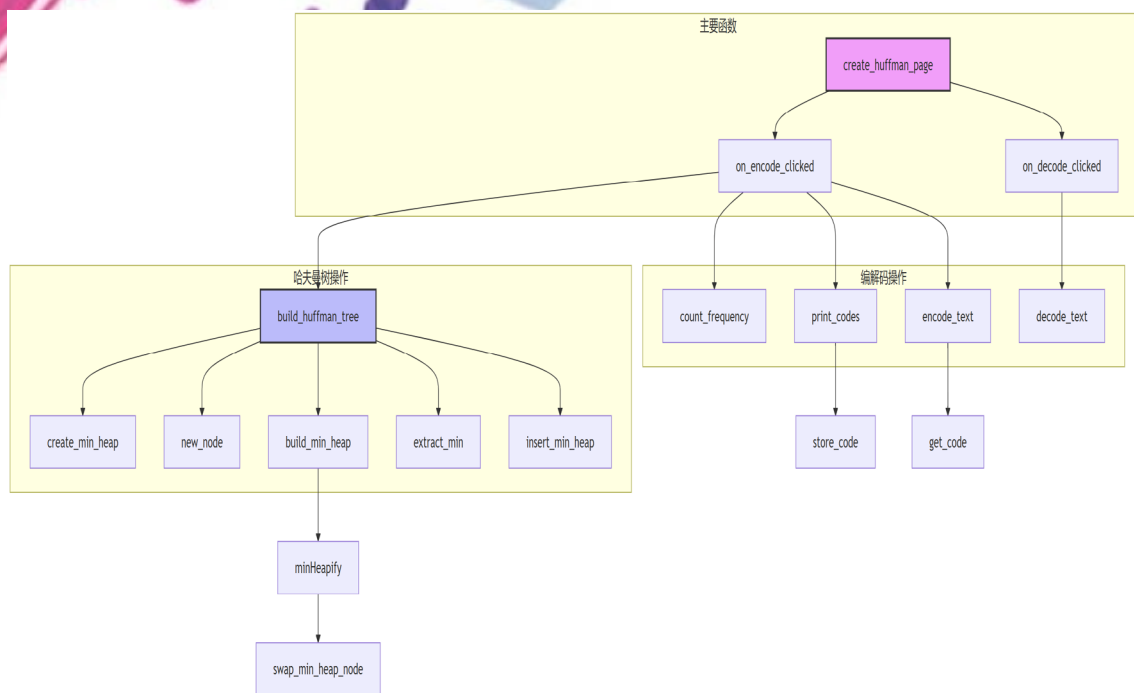 主要函数
create_huffman_page
on_encode_clicked
on_decode_clicked
哈夫曼树操作
编解码操作
build_huffman_tree
count_frequency
print_codes
encode_text
decode_text
create_min_heap
new_node
build_min_heap
extract_min
insert_min_heap
store_code
get_code
minHeapify
swap_min_heap_node